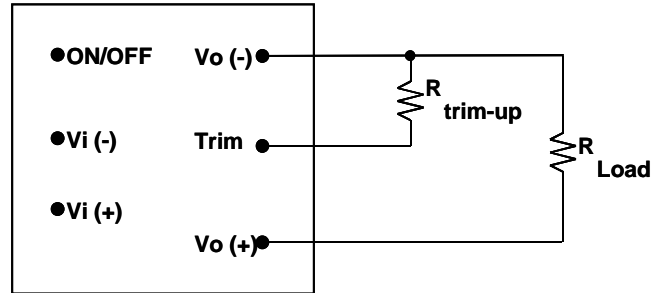 ON/OFF Vo (-)
R
trim-up
Vi (-) Trim
R
Load
Vi (+)
Vo (+)